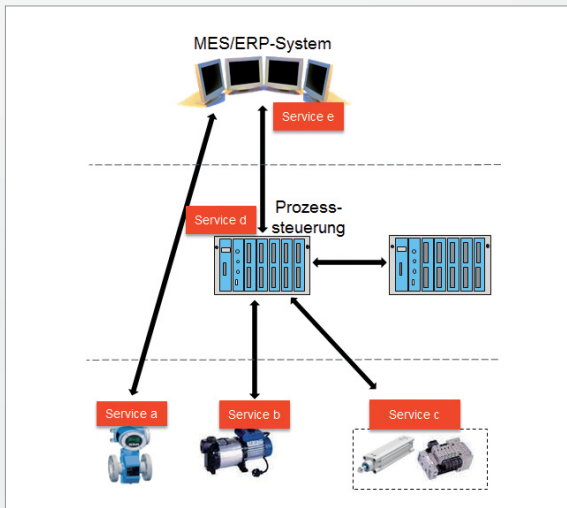 MES/ERP-System
Service e
Service d
Prozess-
steuerung
Service a
Service b
Service c